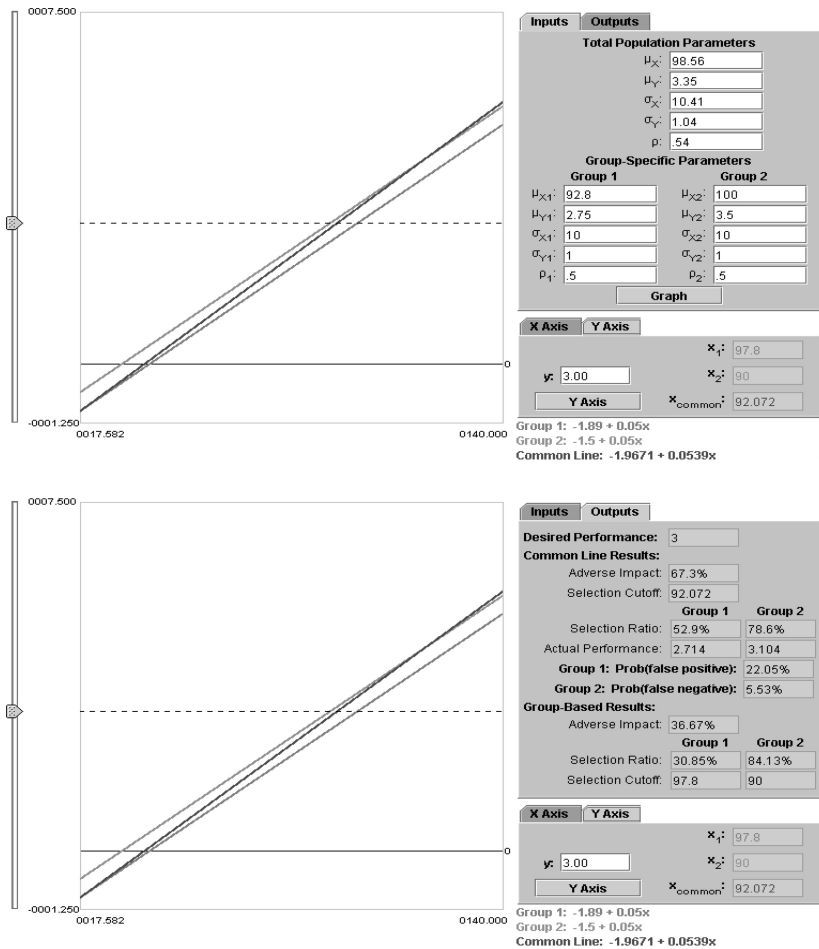 0007.500
-0001.250
0017.582
140.000
0
Inputs Outputs
Total Population Parameters
μX: 98.56
μY: 3.35
σX: 10.41
σY: 1.04
ρ: .54
Group-Specific Parameters
Group 1 Group 2
μX1: 92.8 μX2: 100
μY1: 2.75 μY2: 3.5
σX1: 10 σX2: 10
σY1: 1 σY2: 1
ρ1: .5 ρ2: .5
Graph
X Axis Y Axis
x1: 97.8
y: 3.00 x2: 90
Y Axis xcommon: 92.072
Group 1: -1.89 + 0.05x
Group 2: -1.5 + 0.05x
Common Line: -1.9671 + 0.0539x
0007.500
-0001.250
0017.582
0140.000
0
Inputs Outputs
Desired Performance: 3
Common Line Results:
Adverse Impact: 67.3%
Selection Cutoff: 92.072
Group 1 Group 2
Selection Ratio: 52.9% 78.6%
Actual Performance: 2.714 3.104
Group 1: Prob(false positive): 22.05%
Group 2: Prob(false negative): 5.53%
Group-Based Results:
Adverse Impact: 36.67%
Group 1 Group 2
Selection Ratio: 30.85% 84.13%
Selection Cutoff: 97.8 90
X Axis Y Axis
x1: 97.8
y: 3.00 x2: 90
Y Axis xcommon: 92.072
Group 1: -1.89 + 0.05x
Group 2: -1.5 + 0.05x
Common Line: -1.9671 + 0.0539x